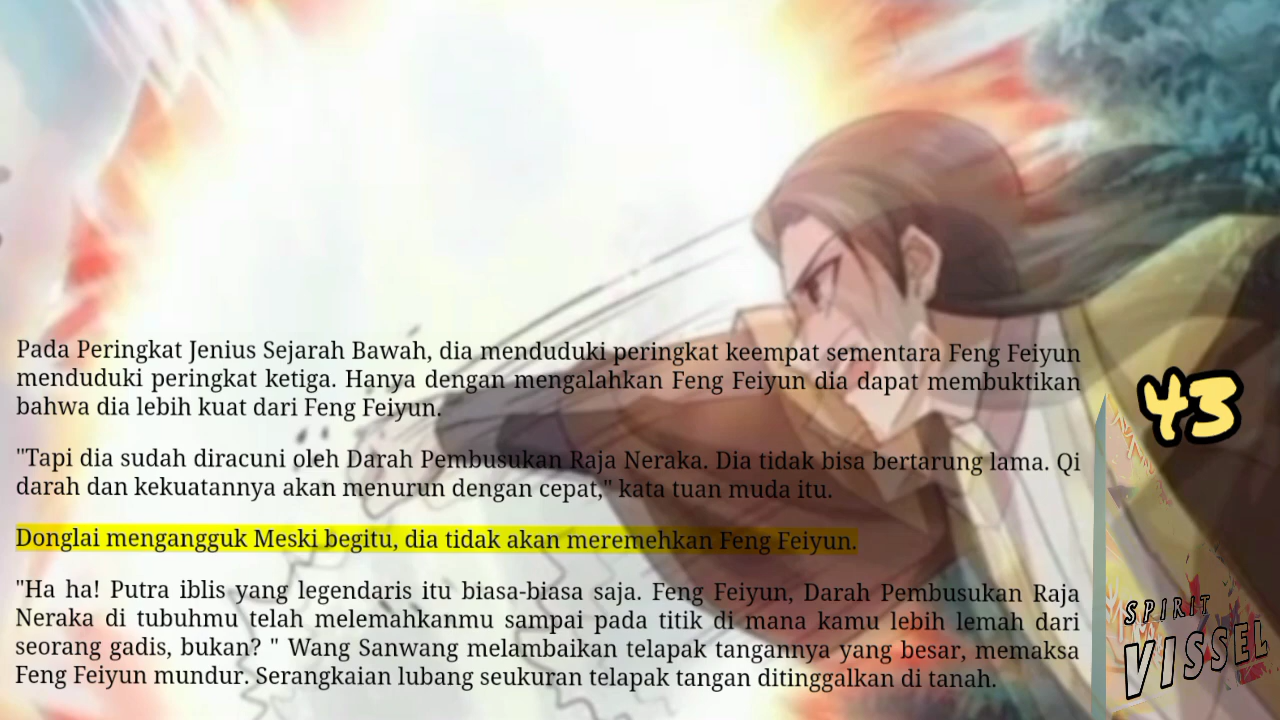 Pada Peringkat Jenius Sejarah Bawah, dia menduduki peringkat keempat sementara Feng Feiyun
menduduki peringkat ketiga. Hanya dengan mengalahkan Feng Feiyun dia dapat membuktikan
bahwa dia lebih kuat dari Feng Feiyun.
"Tapi dia sudah diracuni oleh Darah Pembusukan Raja Neraka. Dia tidak bisa bertarung lama. Qi
darah dan kekuatannya akan menurun dengan cepat," kata tuan muda itu.
Donglai mengangguk Meski begitu, dia tidak akan meremehkan Feng Feiyun.
"Ha ha! Putra iblis yang legendaris itu biasa-biasa saja. Feng Feiyun, Darah Pembusukan Raja
Neraka di tubuhmu telah melemahkanmu sampai pada titik di mana kamu lebih lemah dari
seorang gadis, bukan? " Wang Sanwang melambaikan telapak tangannya yang besar, memaksa
Feng Feiyun mundur. Serangkaian lubang seukuran telapak tangan ditinggalkan di tanah.
43
SPIRIT
VISSEL